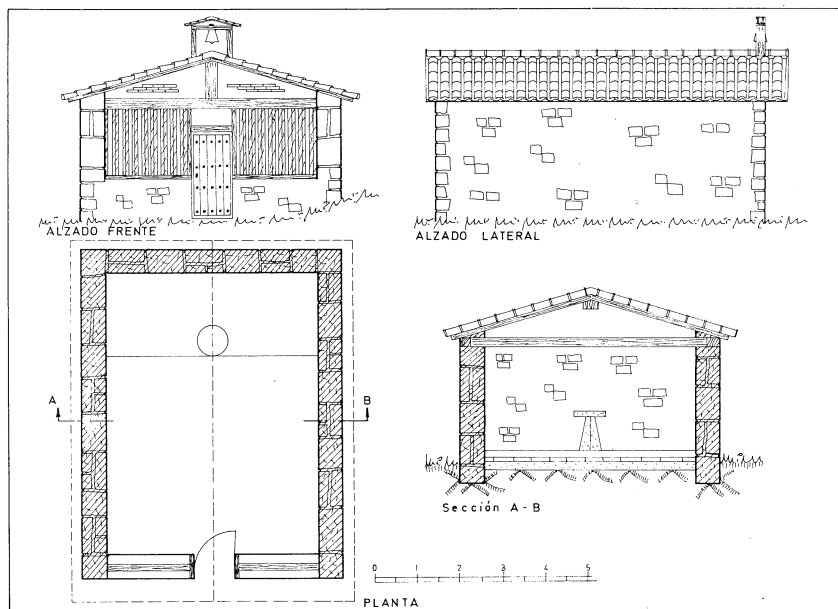 ALZADO FRENTE
ALZADO LATERAL
A
B
Sección A - B
0 1 2 3 4 5
PLANTA